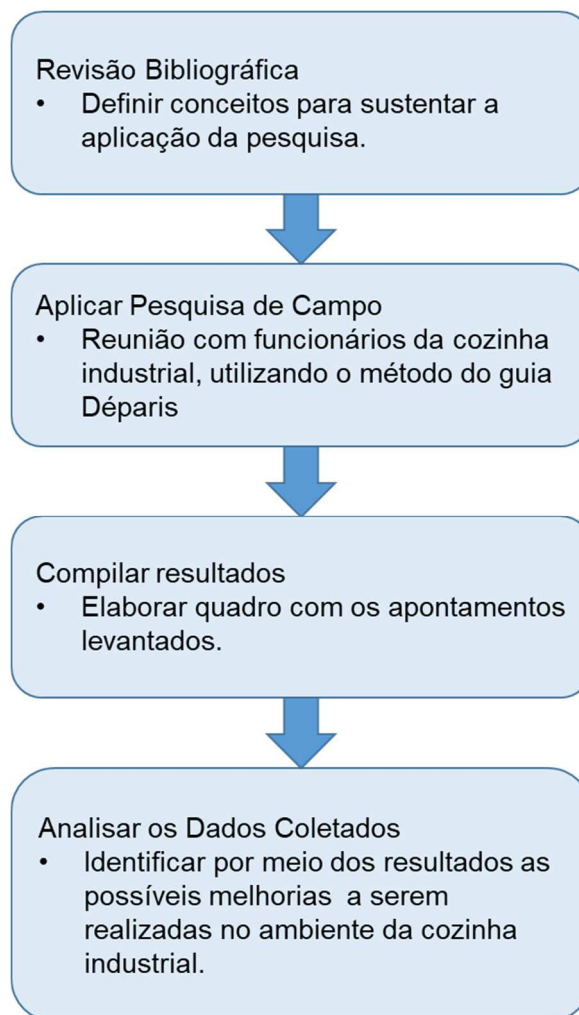 Revisão Bibliográfica
• Definir conceitos para sustentar a
aplicação da pesquisa.
Aplicar Pesquisa de Campo
• Reunião com funcionários da cozinha
industrial, utilizando o método do guia
Déparis
Compilar resultados
• Elaborar quadro com os apontamentos
levantados.
Analisar os Dados Coletados
• Identificar por meio dos resultados as
possíveis melhorias a serem
realizadas no ambiente da cozinha
industrial.